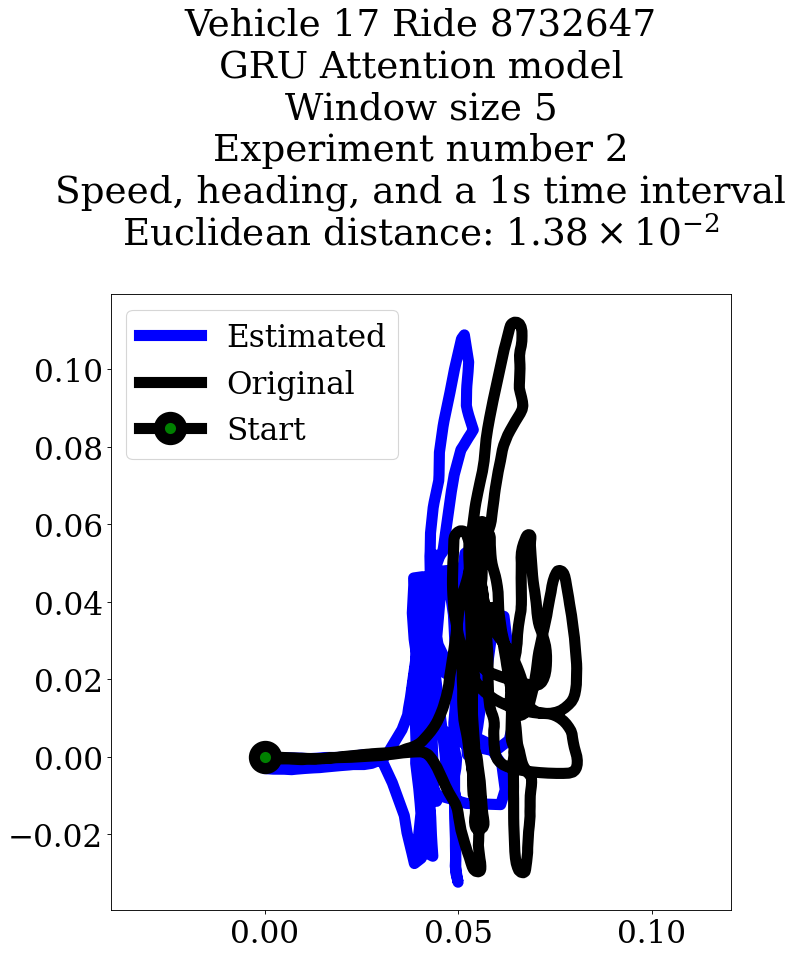 Vehicle 17 Ride 8732647
GRU Attention model
Window size 5
Experiment number 2
Speed, heading, and a 1s time interval
Euclidean distance: 1.38 × 10⁻²
Estimated
Original
Start
0.10
0.08
0.06
0.04
0.02
0.00
−0.02
0.00 0.05 0.10